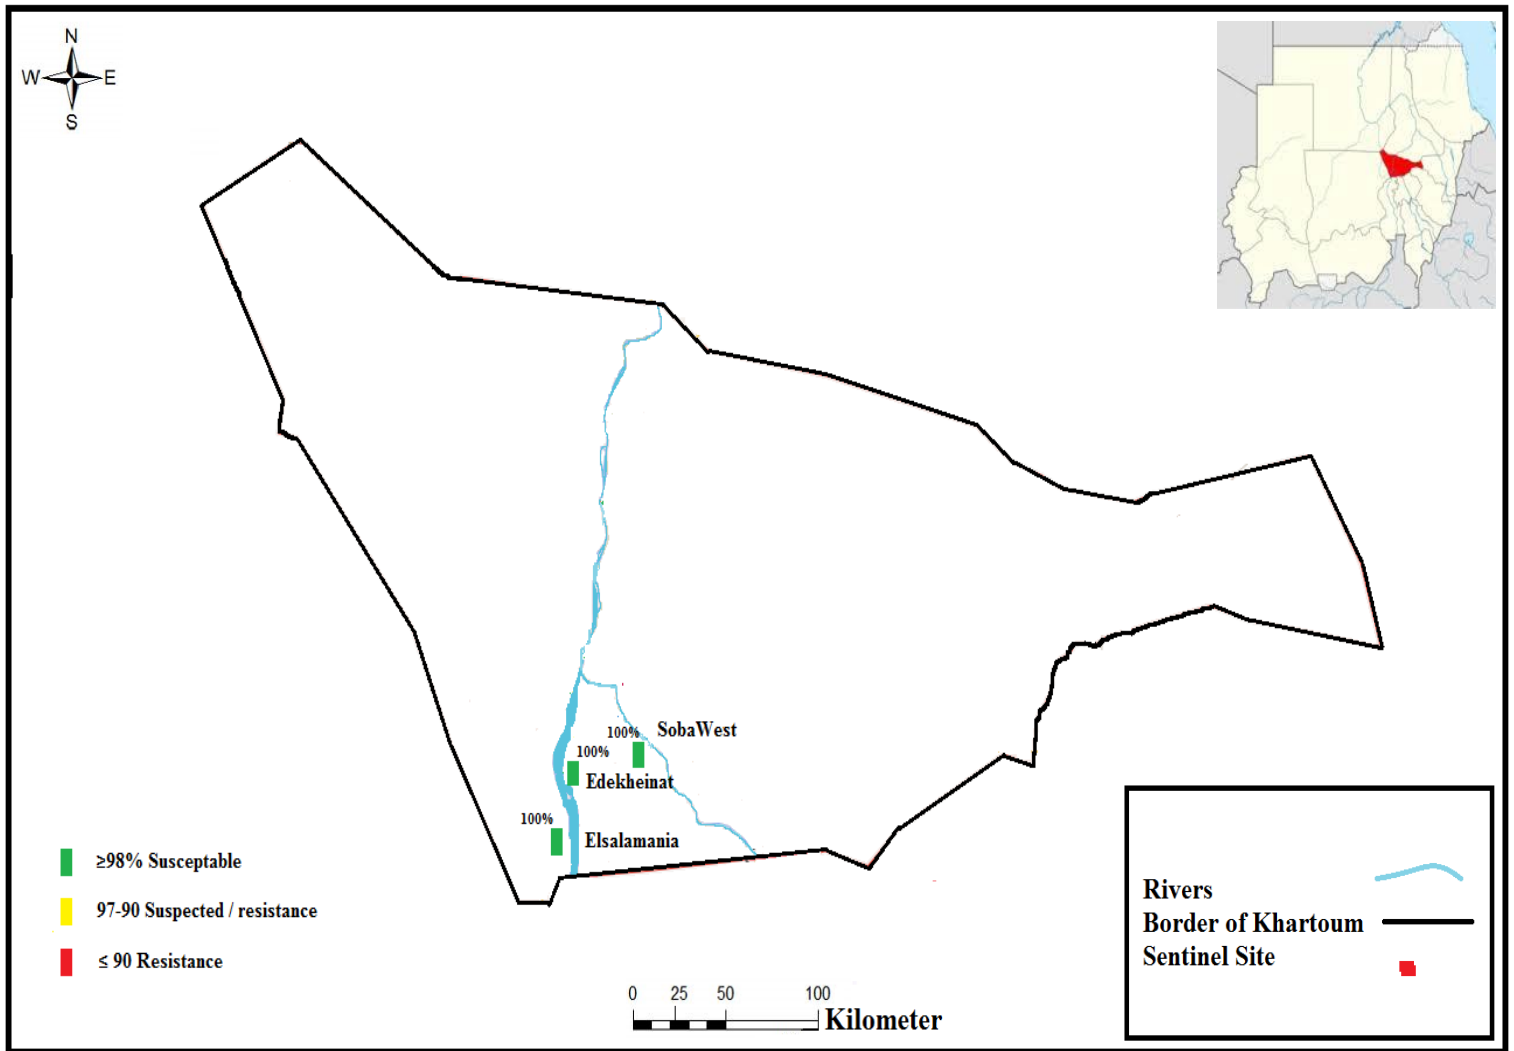 N
W E
S
100% SobaWest
100%
Edekheinat
100%
Elsalamania
≥98% Susceptable
97-90 Suspected / resistance
≤ 90 Resistance
Rivers
Border of Khartoum
Sentinel Site
0 25 50 100
Kilometer